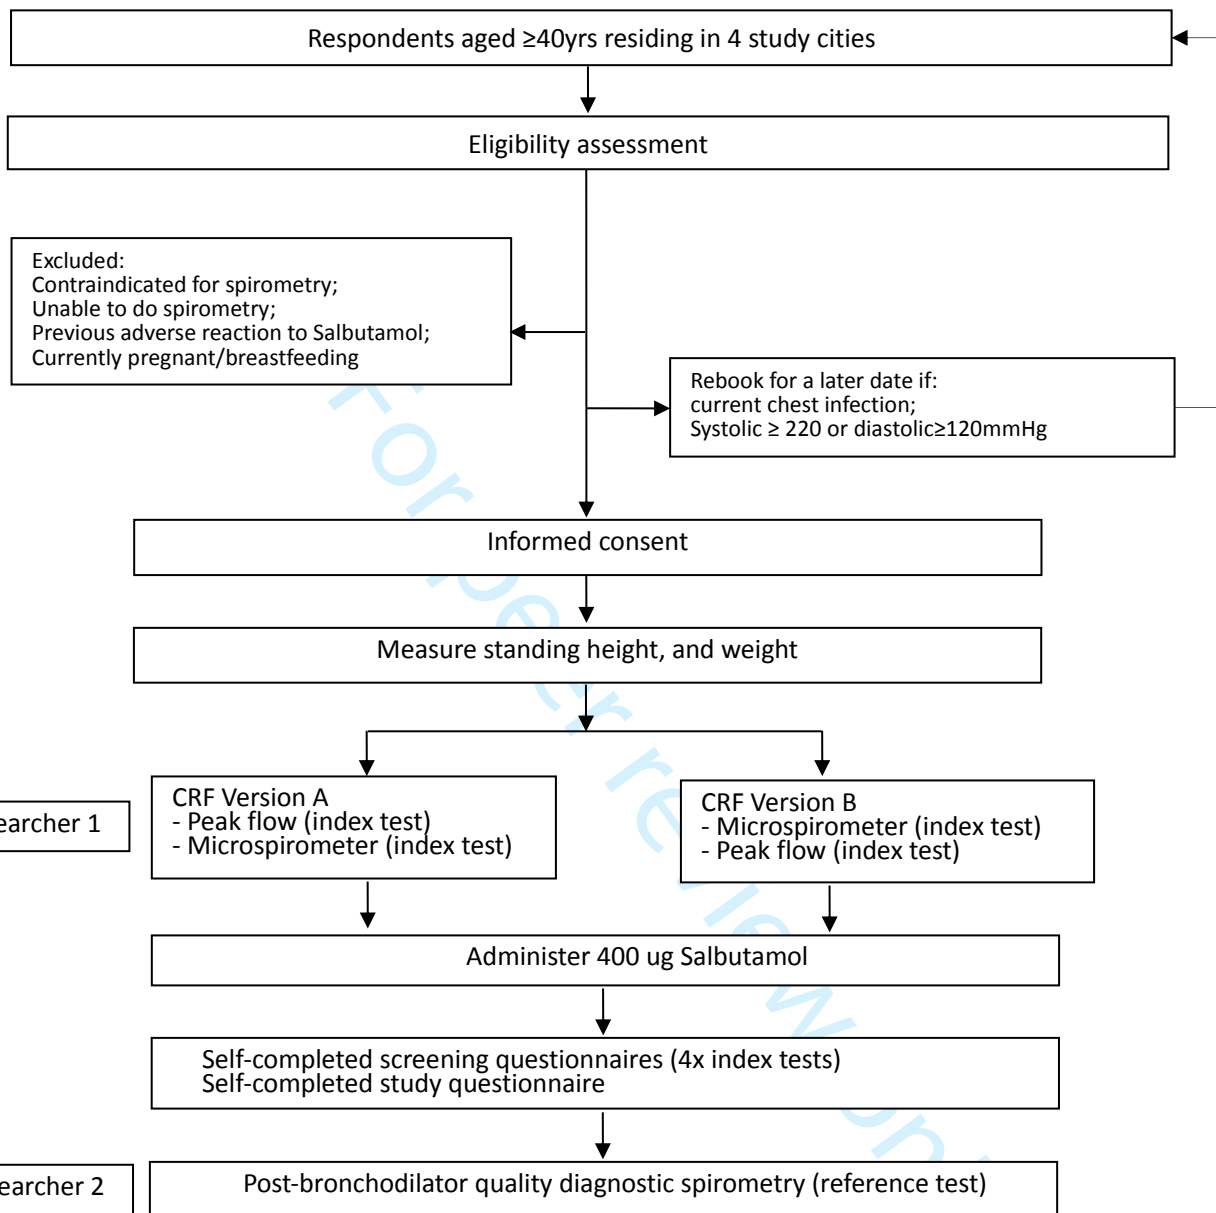 Respondents aged ≥40yrs residing in 4 study cities
Eligibility assessment
Excluded:
Contraindicated for spirometry;
Unable to do spirometry;
Previous adverse reaction to Salbutamol;
Currently pregnant/breastfeeding
Rebook for a later date if:
current chest infection;
Systolic ≥ 220 or diastolic≥120mmHg
Informed consent
Measure standing height, and weight
earcher 1
CRF Version A
- Peak flow (index test)
- Microspirometer (index test)
CRF Version B
- Microspirometer (index test)
- Peak flow (index test)
Administer 400 ug Salbutamol
Self-completed screening questionnaires (4x index tests)
Self-completed study questionnaire
earcher 2
Post-bronchodilator quality diagnostic spirometry (reference test)
For peer review on